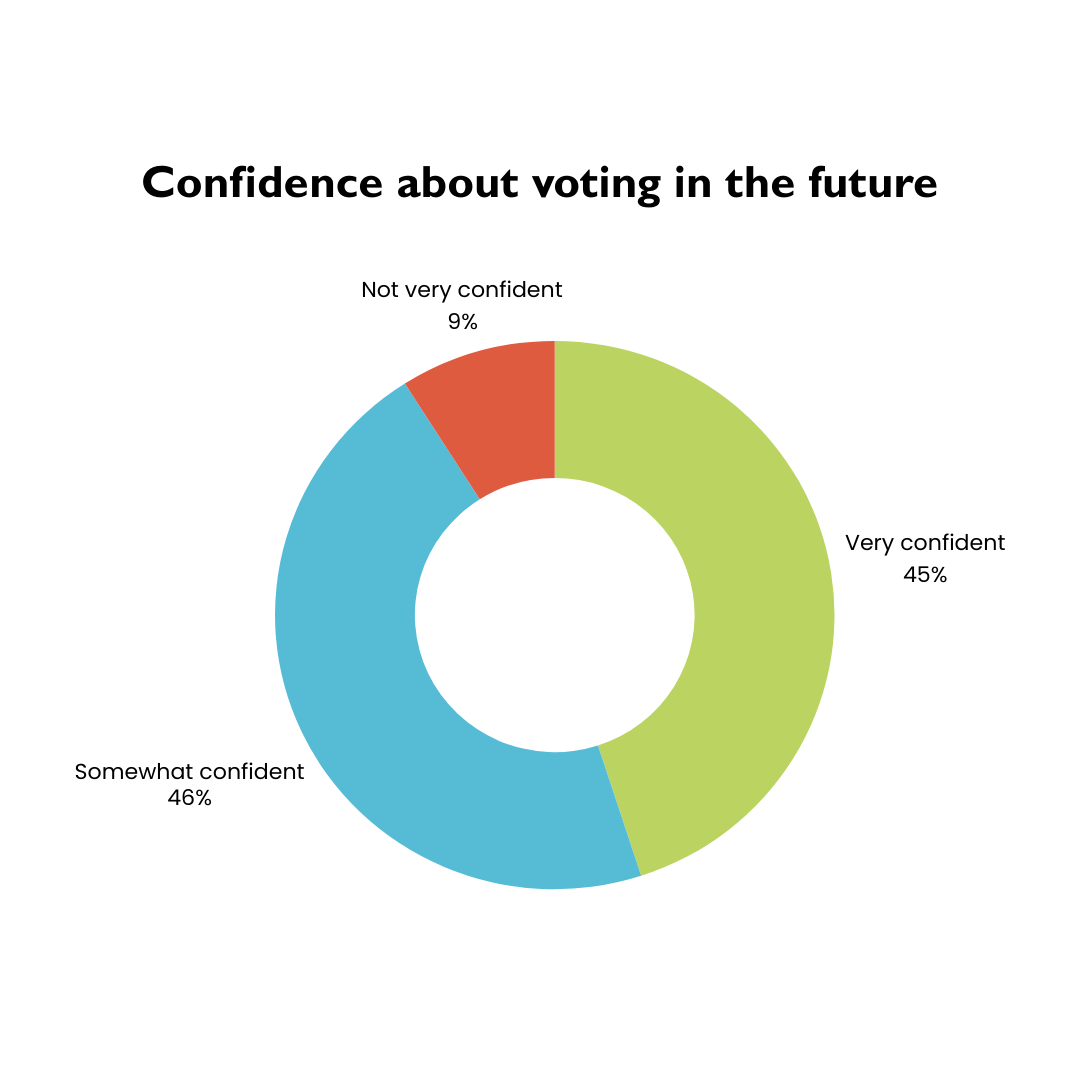 Confidence about voting in the future
Not very confident
9%
Very confident
45%
Somewhat confident
46%